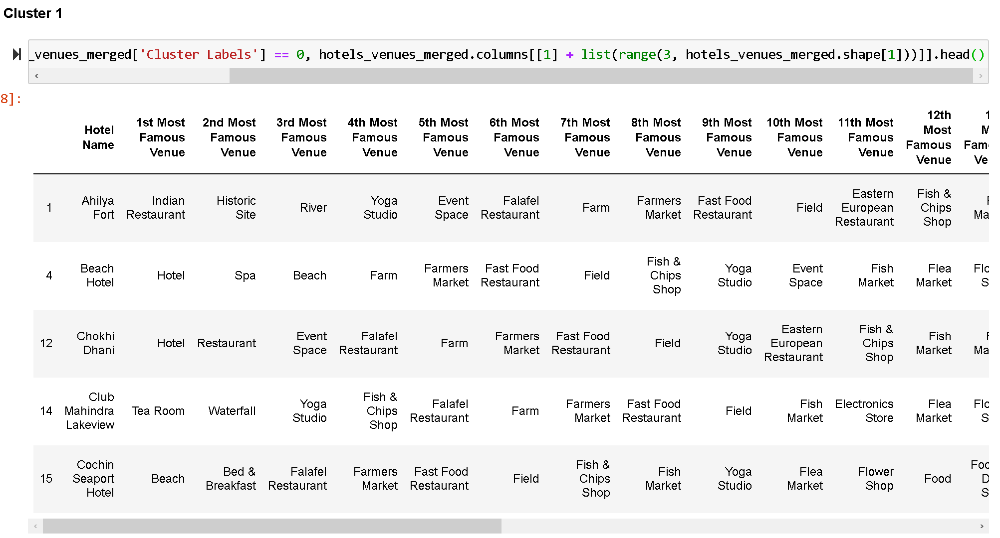 Cluster 1
_venues_merged['Cluster Labels'] == 0, hotels_venues_merged.columns[[1] + list(range(3, hotels_venues_merged.shape[1]))]].head()
8]:
Hotel Name 1st Most Famous Venue 2nd Most Famous Venue 3rd Most Famous Venue 4th Most Famous Venue 5th Most Famous Venue 6th Most Famous Venue 7th Most Famous Venue 8th Most Famous Venue 9th Most Famous Venue 10th Most Famous Venue 11th Most Famous Venue 12th Most Famous Venue
1 Ahilya Fort Indian Restaurant Historic Site River Yoga Studio Event Space Falafel Restaurant Farm Farmers Market Fast Food Restaurant Field Eastern European Restaurant Fish & Chips Shop
4 Beach Hotel Hotel Spa Beach Farm Farmers Market Fast Food Restaurant Field Fish & Chips Shop Yoga Studio Event Space Fish Market Flea Market
12 Chokhi Dhani Hotel Restaurant Event Space Falafel Restaurant Farm Farmers Market Fast Food Restaurant Field Yoga Studio Eastern European Restaurant Fish & Chips Shop Fish Market
14 Club Mahindra Lakeview Tea Room Waterfall Yoga Studio Fish & Chips Shop Falafel Restaurant Farm Farmers Market Fast Food Restaurant Field Fish Market Electronics Store Flea Market
15 Cochin Seaport Hotel Beach Bed & Breakfast Falafel Restaurant Farmers Market Fast Food Restaurant Field Fish & Chips Shop Fish Market Yoga Studio Flea Market Flower Shop Food